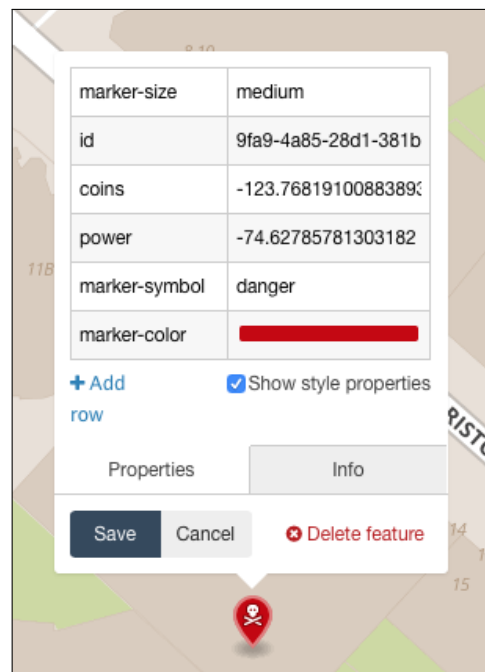 8 10
marker-size medium
id 9fa9-4a85-28d1-381b
coins -123.76819100883893
power -74.62785781303182
11B
marker-symbol danger
marker-color
Add Show style properties
row
RISTO
Properties Info
Save Cancel Delete feature
14
15